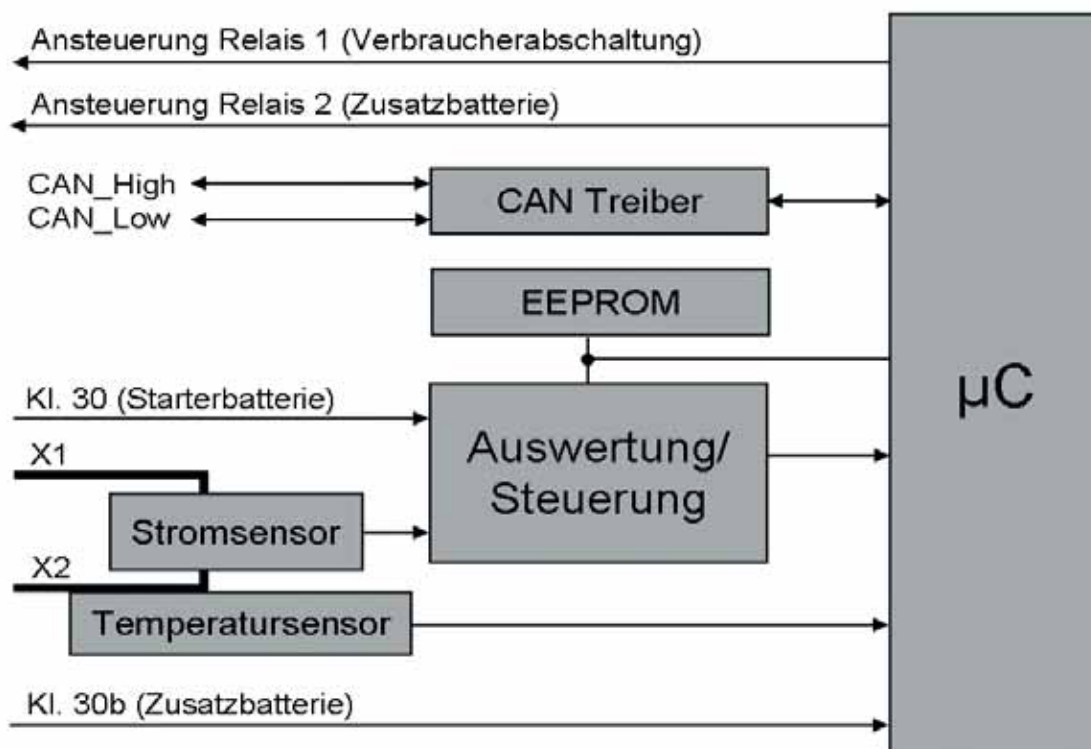 Ansteuerung Relais 1 (Verbraucherabschaltung)
Ansteuerung Relais 2 (Zusatzbatterie)
CAN_High
CAN_Low
CAN Treiber
EEPROM
µC
Kl. 30 (Starterbatterie)
Auswertung/
Steuerung
X1
Stromsensor
X2
Temperatursensor
Kl. 30b (Zusatzbatterie)